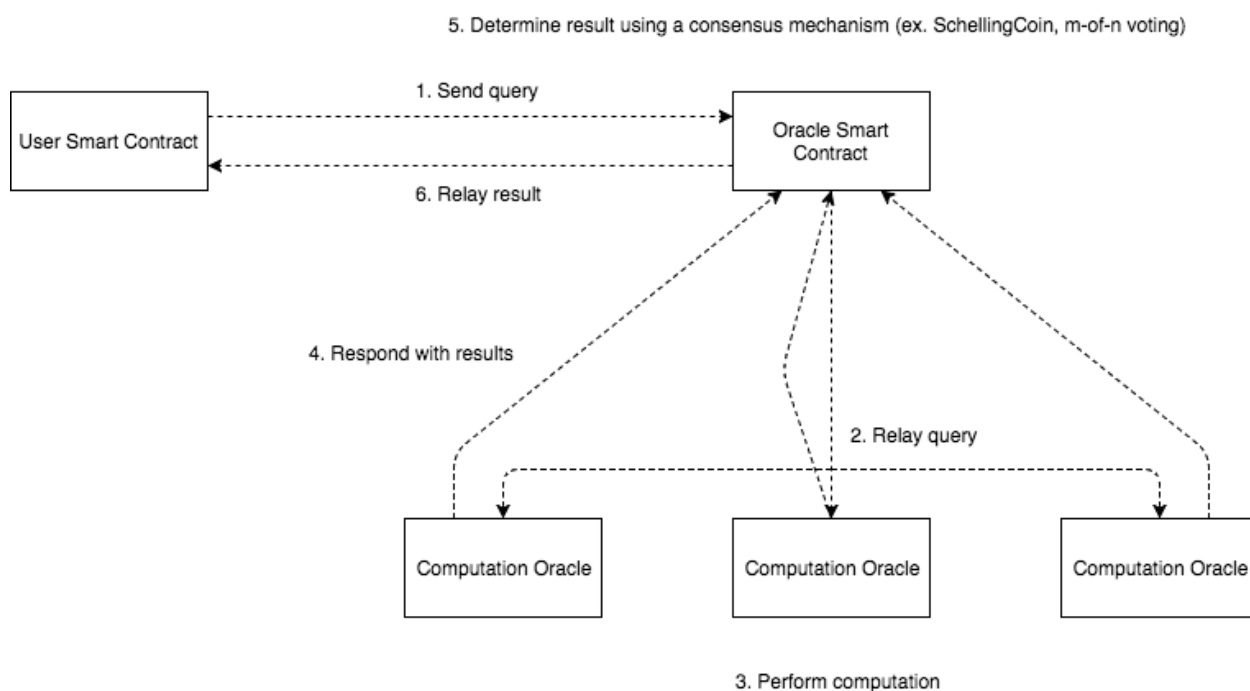 5. Determine result using a consensus mechanism (ex. SchellingCoin, m-of-n voting)
1. Send query
User Smart Contract
Oracle Smart
Contract
6. Relay result
4. Respond with results
2. Relay query
Computation Oracle
Computation Oracle
Computation Oracle
3. Perform computation